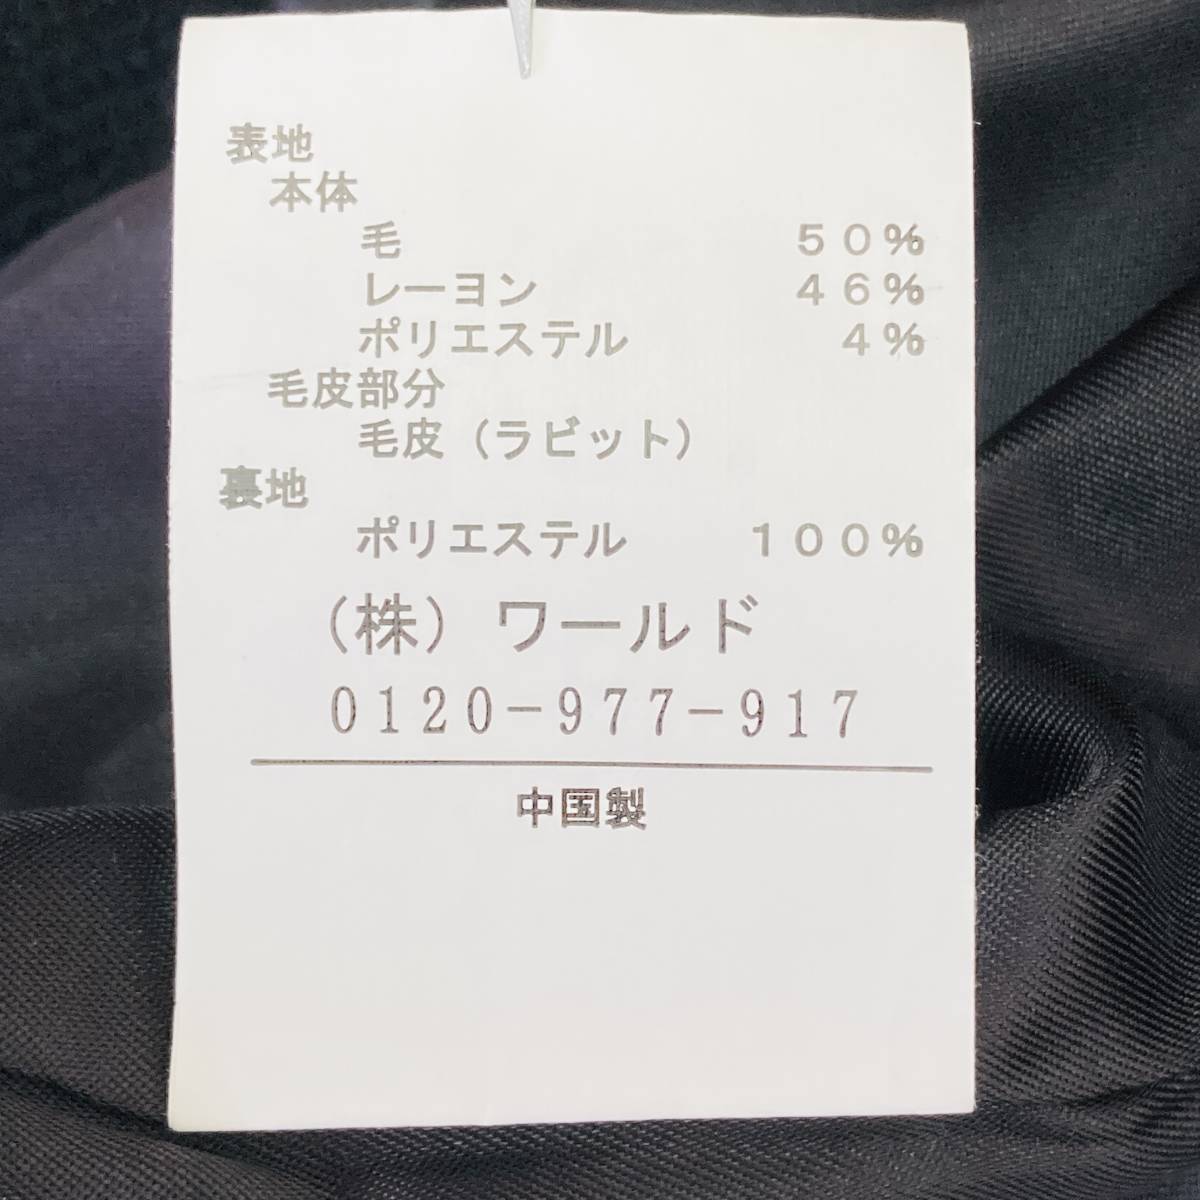 表地
本体
毛 50%
レーヨン 46%
ポリエステル 4%
毛皮部分
毛皮（ラビット）
裏地
ポリエステル 100%
（株）ワールド
0120-977-917
中国製